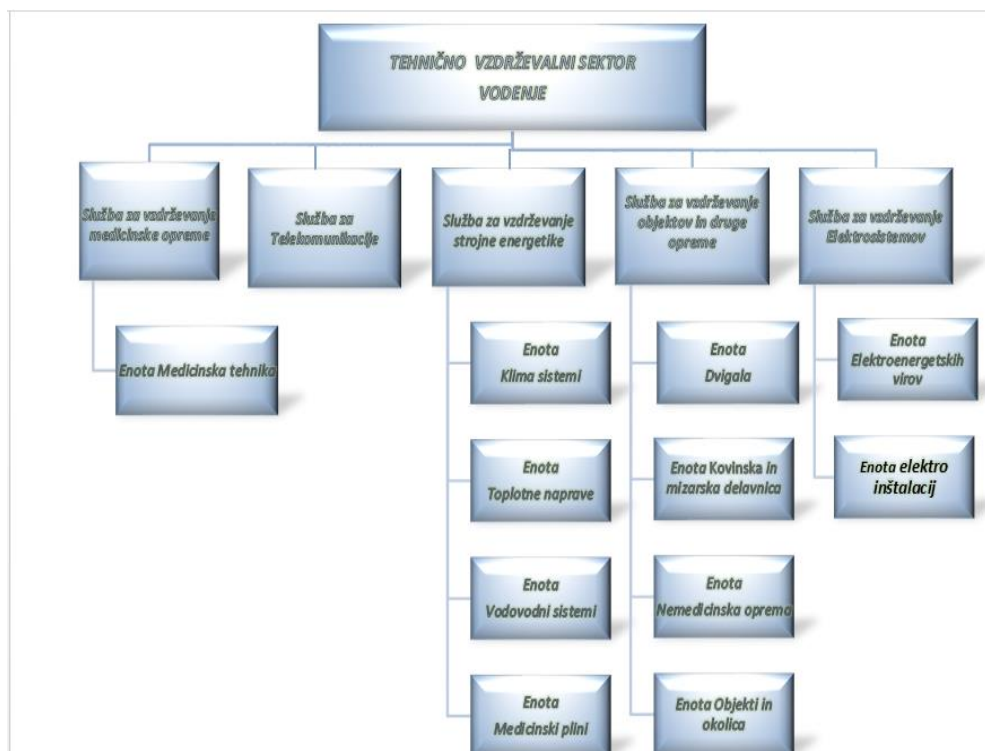 TEHNIČNO VZDRŽEVALNI SEKTOR
VODENJE
Služba za vzdrževanje
medicinske opreme
Služba za
Telekomunikacije
Služba za vzdrževanje
strojne energetike
Služba za vzdrževanje
objektov in druge
opreme
Služba za vzdrževanje
Elektrosistemov
Enota Medicinska tehnika
Enota
Klima sistemi
Enota
Toplotne naprave
Enota
Vodovodni sistemi
Enota
Medicinski plini
Enota
Dvigala
Enota Kovinska in
mizarska delavnica
Enota
Nemedicinska oprema
Enota Objekti in
okolica
Enota
Elektroenergetskih
virov
Enota elektro
inštalacij